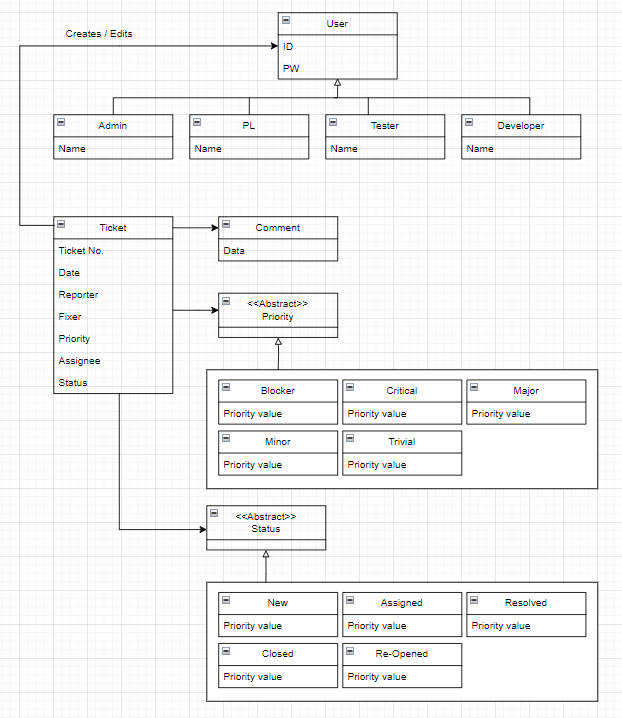 Creates / Edits
User
ID
PW
Admin
PL
Tester
Developer
Name
Name
Name
Name
Ticket
Comment
Ticket No.
Data
Date
Reporter
<<Abstract>>
Priority
Fixer
Priority
Assignee
Status
Blocker
Critical
Major
Priority value
Priority value
Priority value
Minor
Trivial
Priority value
Priority value
<<Abstract>>
Status
New
Assigned
Resolved
Priority value
Priority value
Priority value
Closed
Re-Opened
Priority value
Priority value